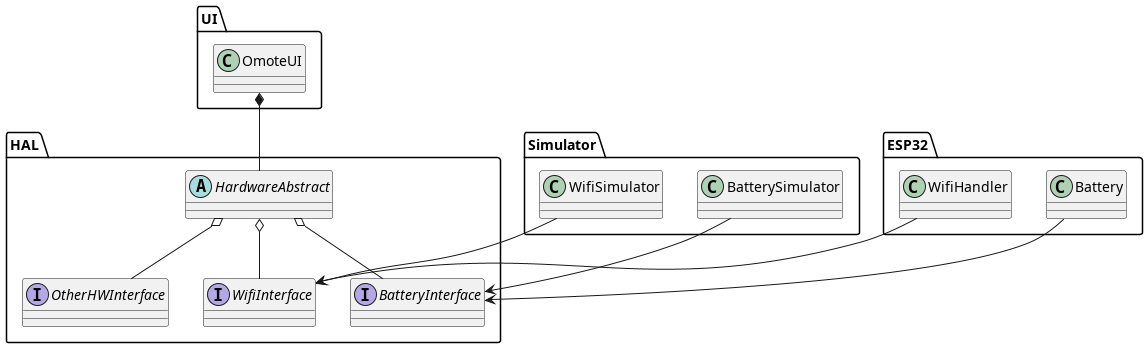 UI
C OmoteUI
HAL
Simulator
ESP32
A HardwareAbstract
C WifiSimulator
C BatterySimulator
C WifiHandler
C Battery
I OtherHWInterface
I WifiInterface
I BatteryInterface